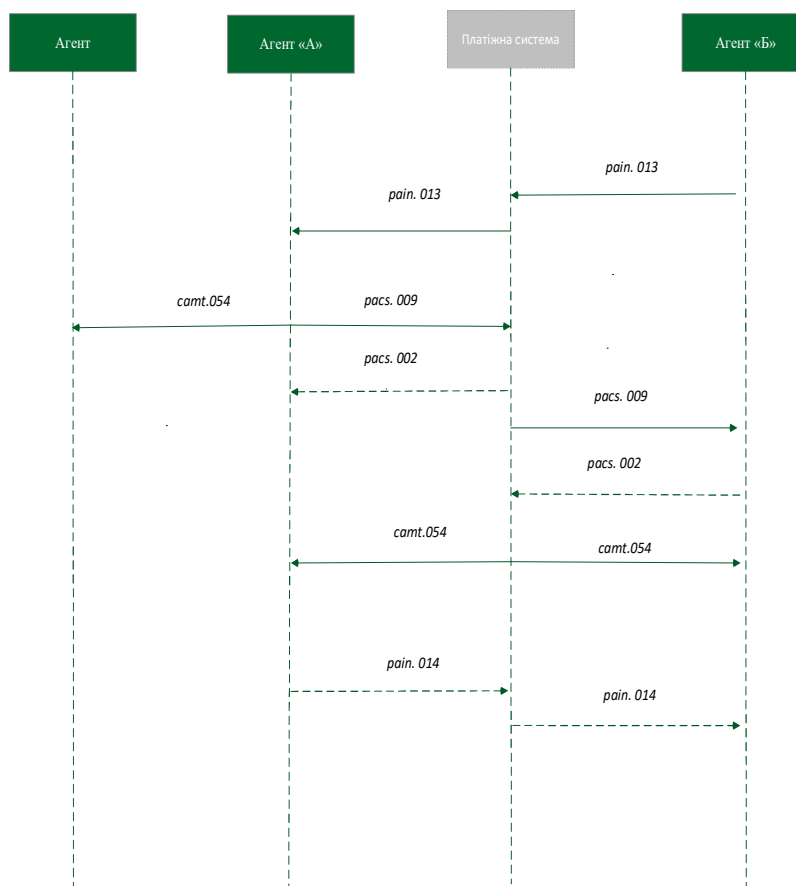 Агент
Агент «А»
Платіжна система
Агент «Б»
pain. 013
pain. 013
camt.054
pacs. 009
pacs. 002
pacs. 009
pacs. 002
camt.054
camt.054
pain. 014
pain. 014